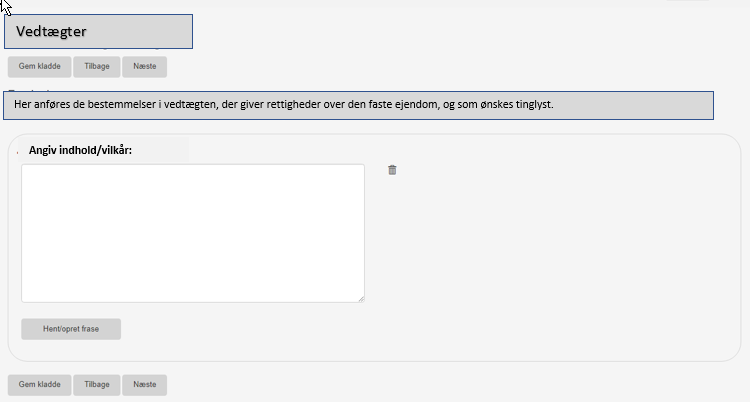 Vedtægter
Gem kladde Tilbage Næste
Her anføres de bestemmelser i vedtægten, der giver rettigheder over den faste ejendom, og som ønskes tinglyst.
Angiv indhold/vilkår:
Hent/opret frase
Gem kladde Tilbage Næste